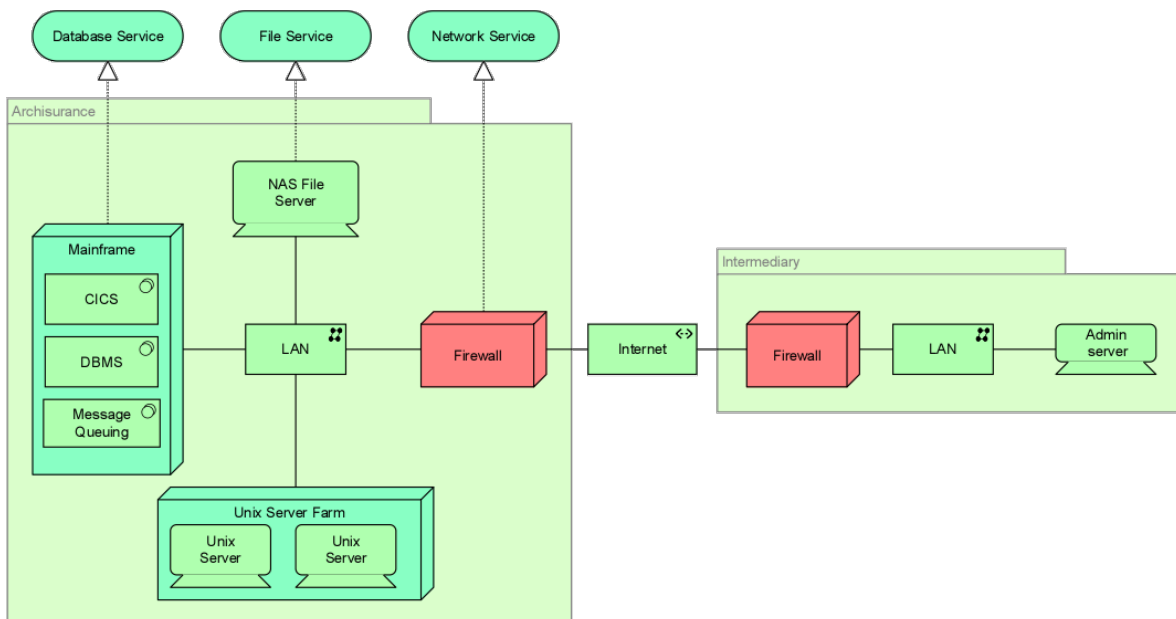 Database Service
File Service
Network Service
Archisurance
NAS File
Server
Mainframe
CICS
DBMS
Message
Queuing
LAN
Firewall
Internet
Unix Server Farm
Unix
Server
Unix
Server
Intermediary
Firewall
LAN
Admin
server